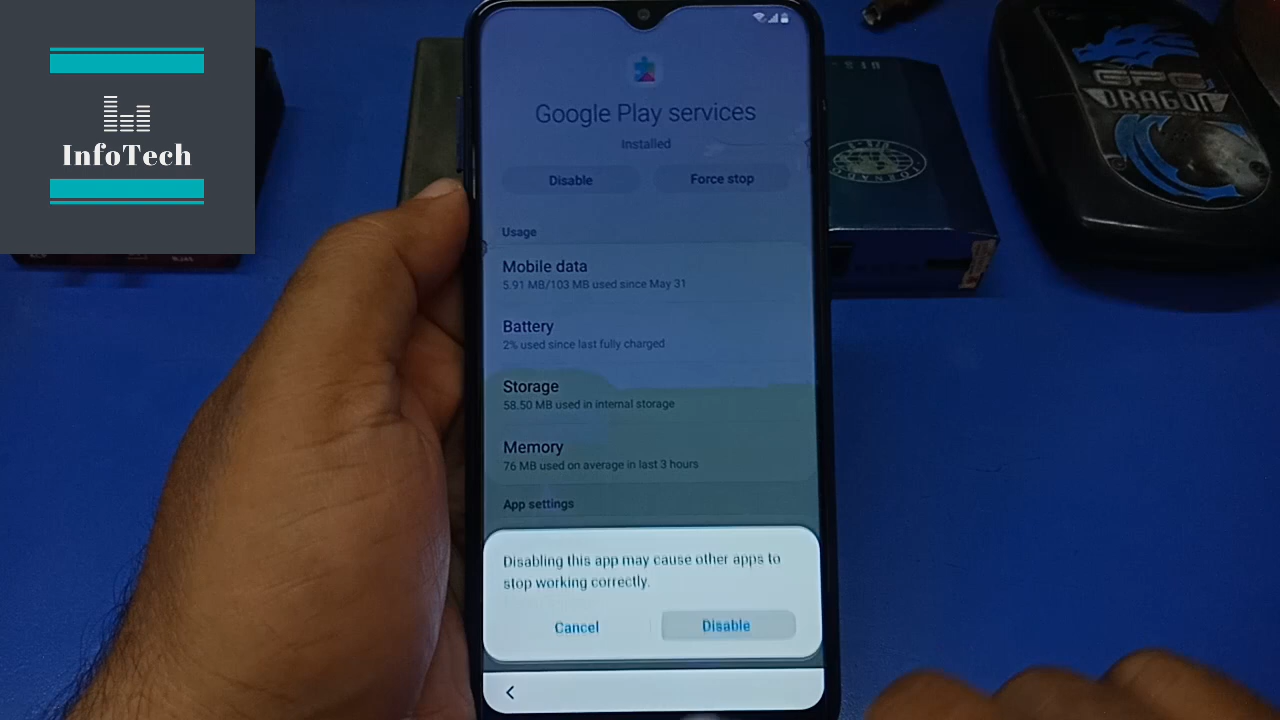 InfoTech
Google Play services
Installed
Disable
Force stop
Usage
Mobile data
5.91 MB/103 MB used since May 31
Battery
2% used since last fully charged
Storage
58.50 MB used in internal storage
Memory
76 MB used on average in last 3 hours
App settings
Disabling this app may cause other apps to
stop working correctly.
Cancel
Disable
GPG
DRAGON
TORNADO